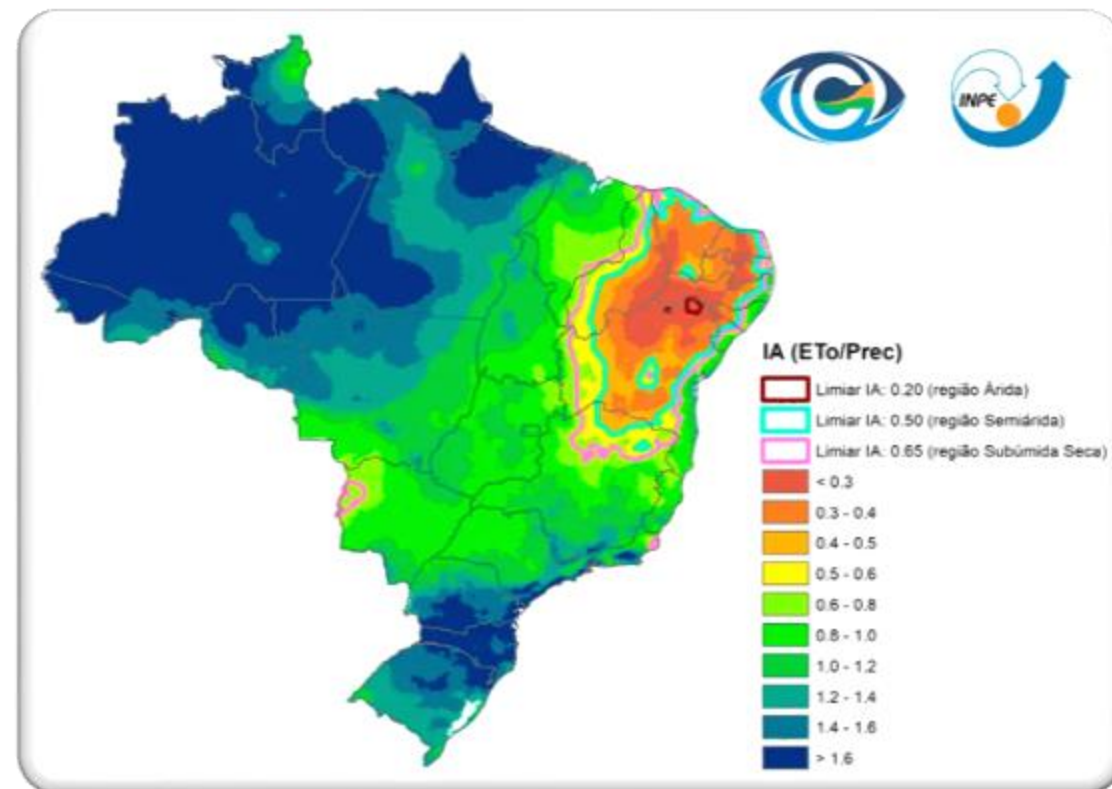 INPE
IA (ETo/Prec)
Limiar IA: 0.20 (região Árida)
Limiar IA: 0.50 (região Semiárida)
Limiar IA: 0.65 (região Subúmida Seca)
< 0.3
0.3 - 0.4
0.4 - 0.5
0.5 - 0.6
0.6 - 0.8
0.8 - 1.0
1.0 - 1.2
1.2 - 1.4
1.4 - 1.6
> 1.6